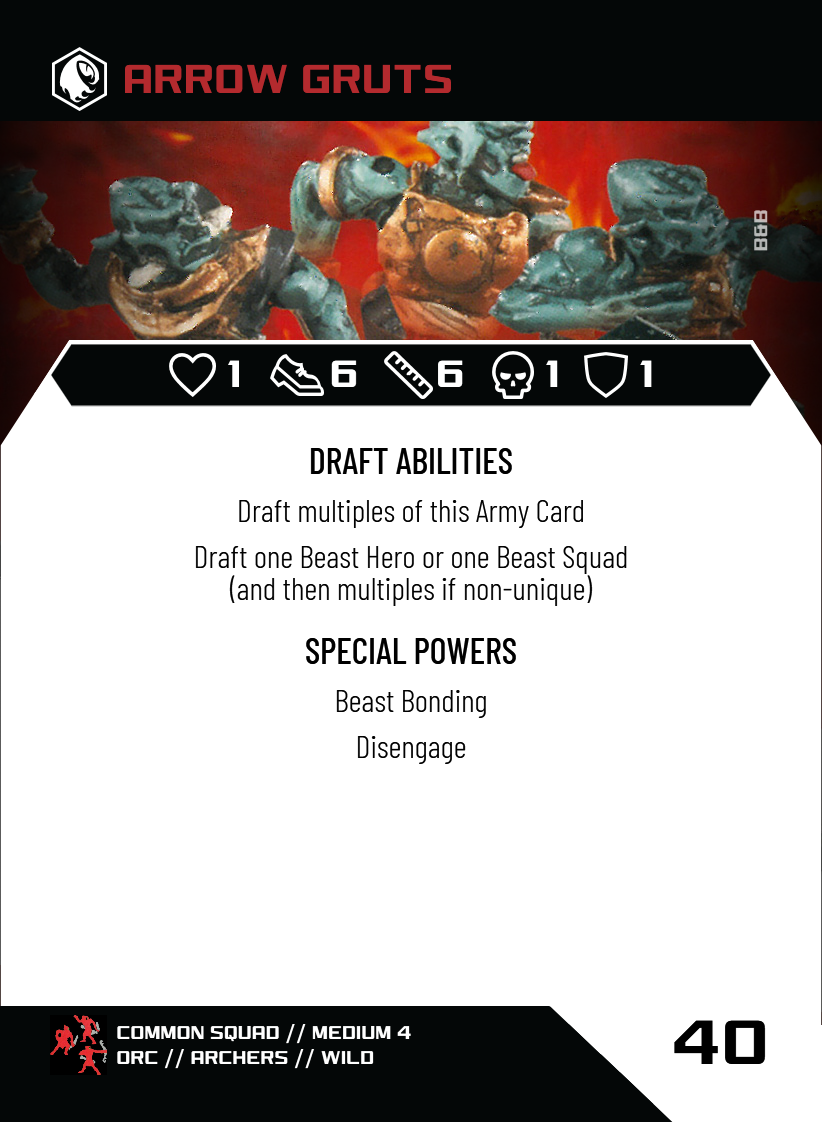 ARROW GRUTS
B&B
1 6 6 1 1
DRAFT ABILITIES
Draft multiples of this Army Card
Draft one Beast Hero or one Beast Squad
(and then multiples if non-unique)
SPECIAL POWERS
Beast Bonding
Disengage
COMMON SQUAD // MEDIUM 4
ORC // ARCHERS // WILD
40